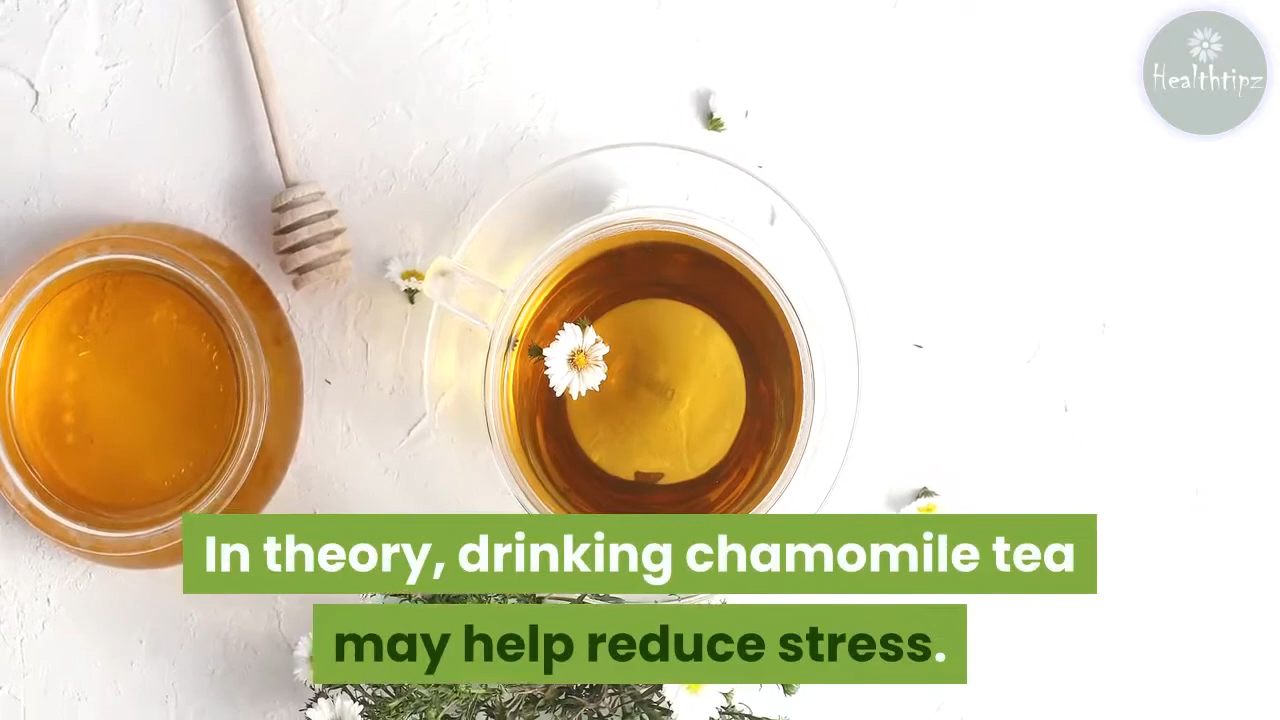 Healthtipz
In theory, drinking chamomile tea
may help reduce stress.